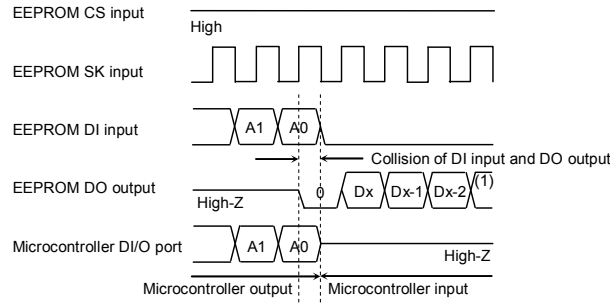 EEPROM CS input
High
EEPROM SK input
EEPROM DI input
A1 A0
Collision of DI input and DO output
EEPROM DO output
High-Z
0 Dx Dx-1 Dx-2 (1)
Microcontroller DI/O port
A1 A0
High-Z
Microcontroller output Microcontroller input